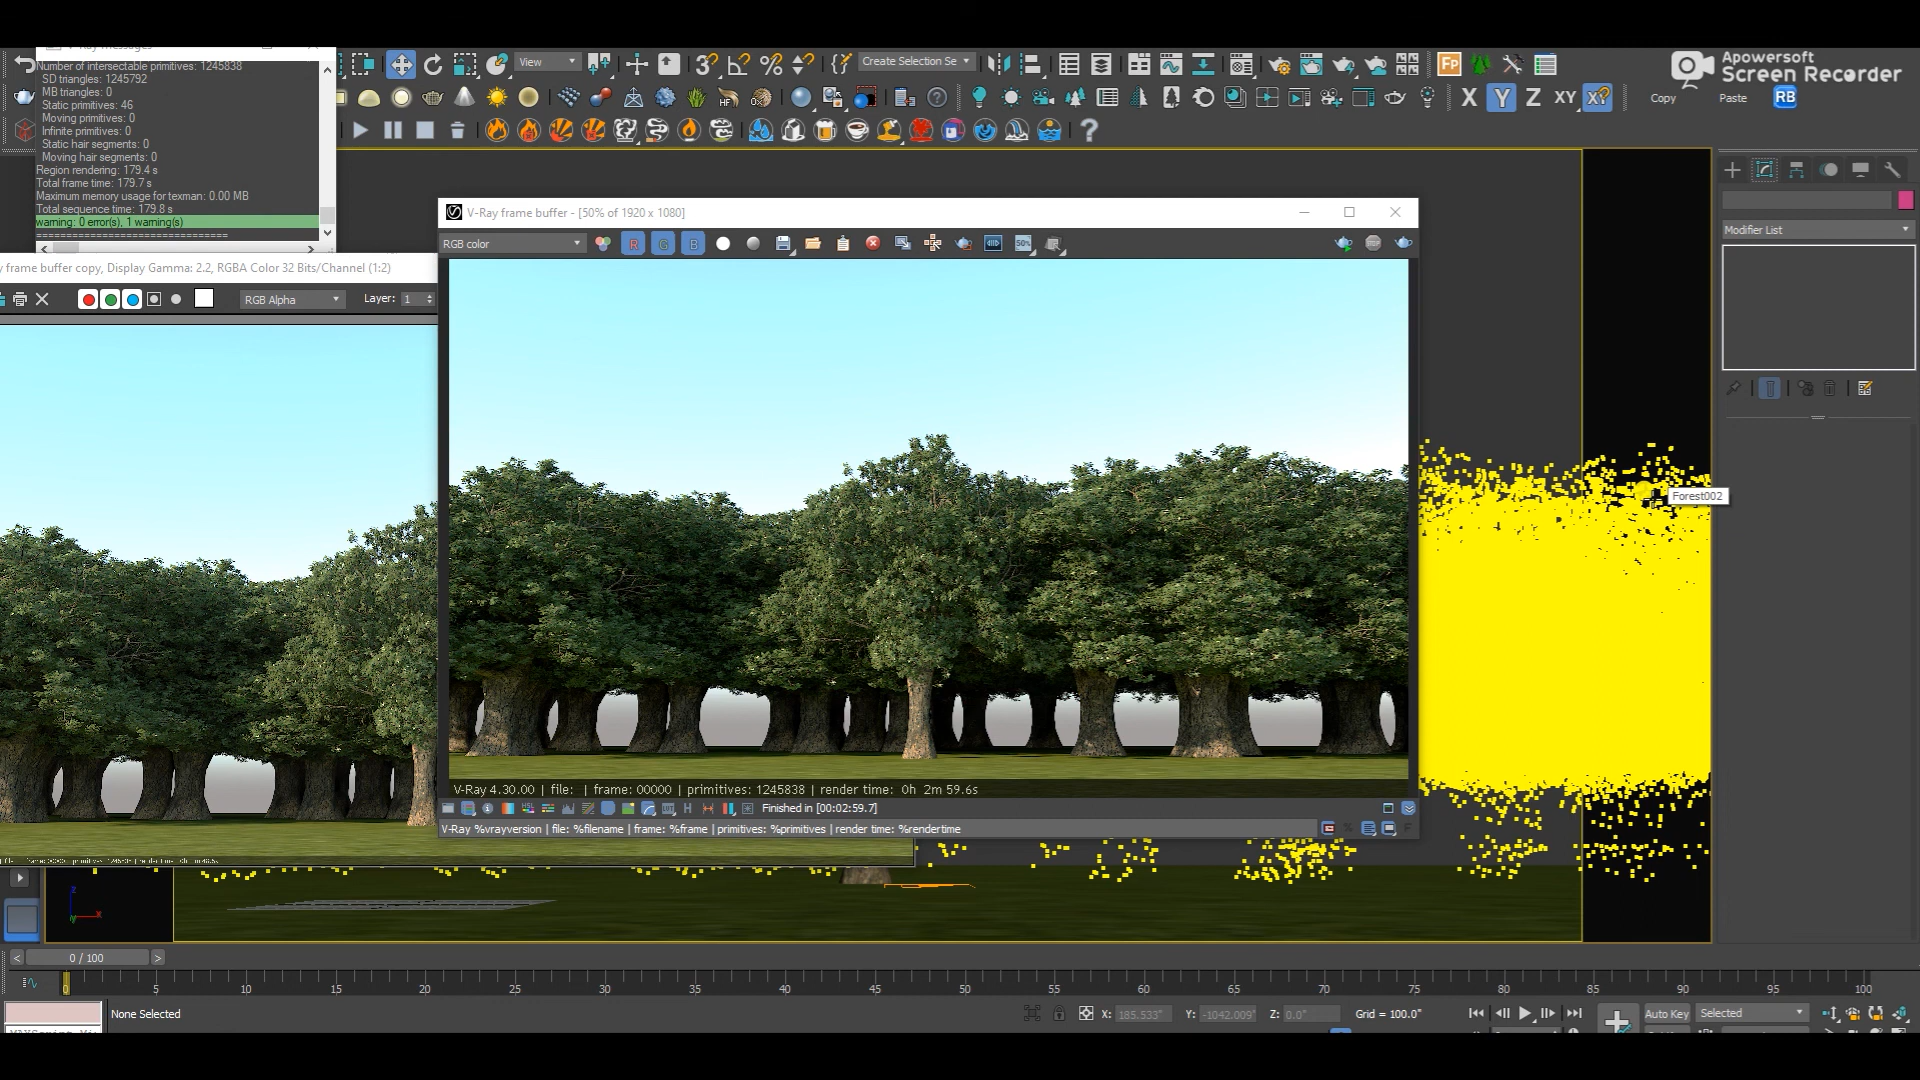 Number of intersectable primitives: 1245838
SD triangles: 1245792
MB triangles: 0
Static primitives: 46
Moving primitives: 0
Infinite primitives: 0
Static hair segments: 0
Moving hair segments: 0
Region rendering: 179.4 s
Total frame time: 179.7 s
Maximum memory usage for texman: 0.00 MB
Total sequence time: 179.8 s
warning: 0 error(s), 1 warning(s)
==============================
View
Create Selection Se
Fp
Apowersoft
Screen Recorder
HF
X Y Z XY
Copy
Paste
RB
V-Ray frame buffer - [50% of 1920 x 1080]
RGB color
R G B
50%
frame buffer copy, Display Gamma: 2.2, RGBA Color 32 Bits/Channel (1:2)
RGB Alpha
Layer: 1
Modifier List
Forest002
V-Ray 4.30.00 | file: | frame: 00000 | primitives: 1245838 | render time: 0h 2m 59.6s
HSL
H
Finished in [00:02:59.7]
V-Ray %vrayversion | file: %filename | frame: %frame | primitives: %primitives | render time: %rendertime
z
x
y
0 / 100
0 5 10 15 20 25 30 35 40 45 50 55 60 65 70 75 80 85 90 95 100
None Selected
X: 185.533"
Y: -1042.009"
Z: 0.0"
Grid = 100.0"
Auto Key
Selected